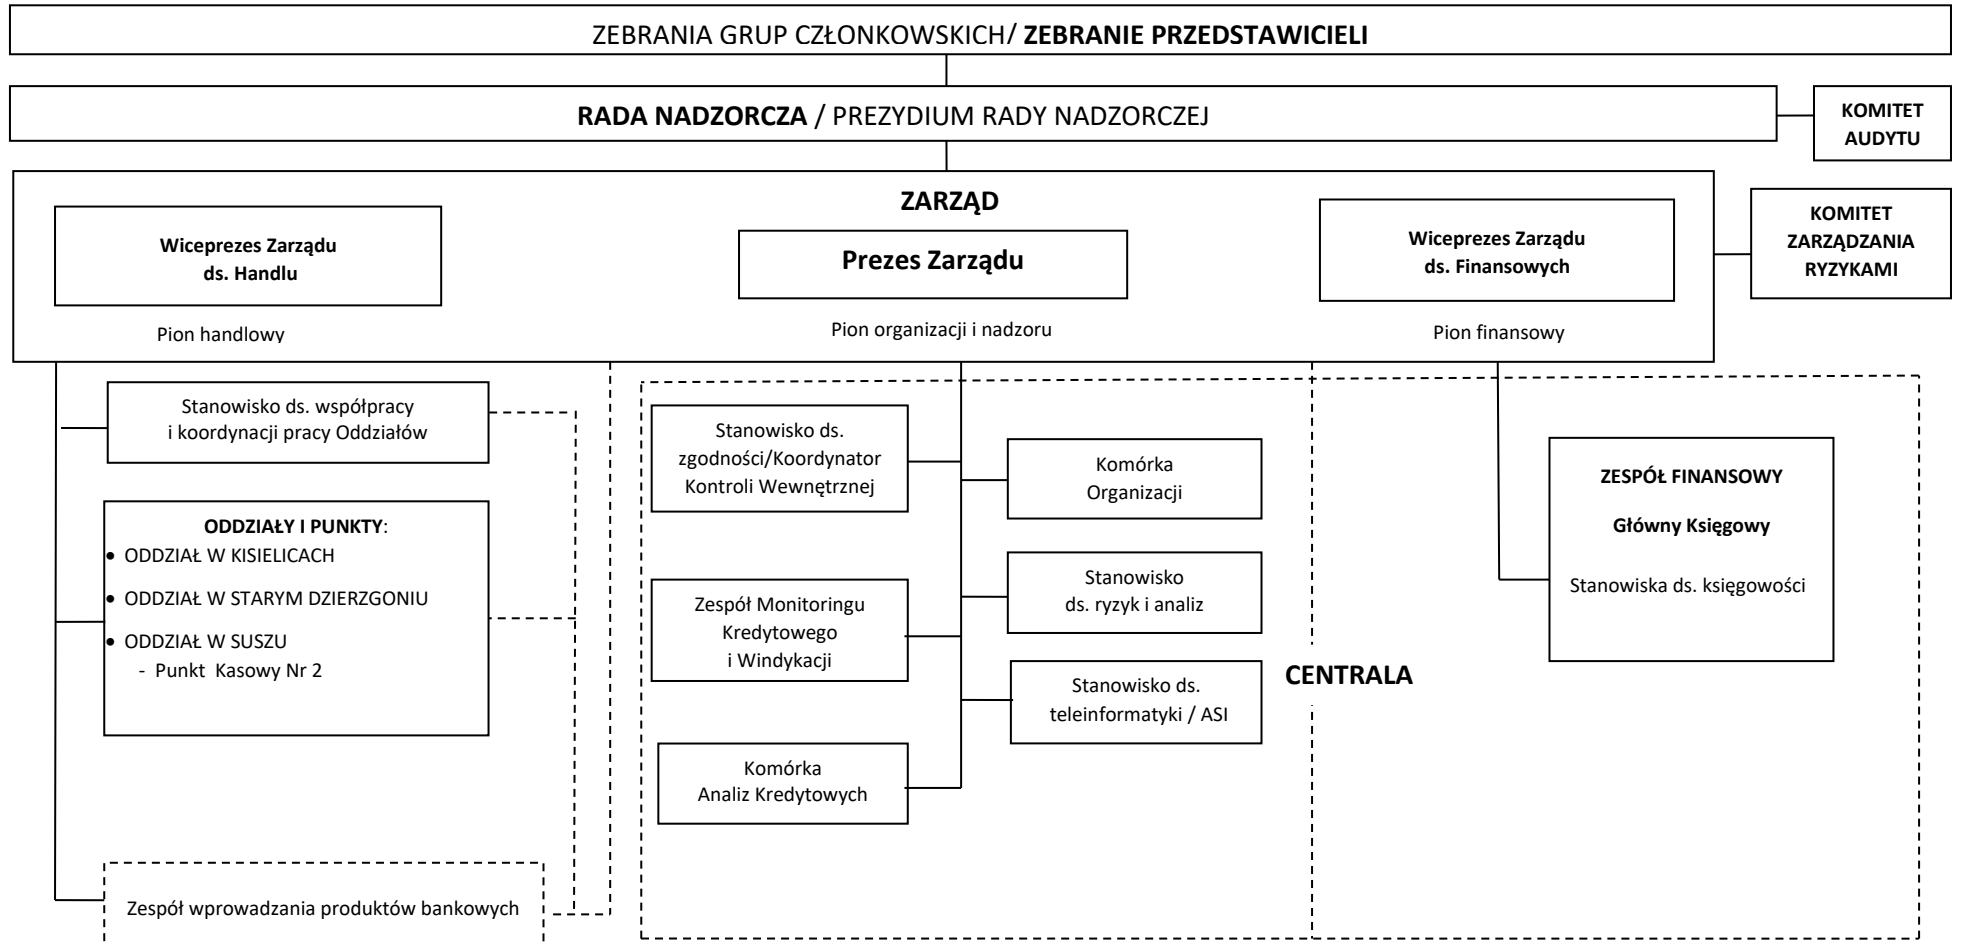 ZEBRANIA GRUP CZŁONKOWSKICH/ ZEBRANIE PRZEDSTAWICIELI
RADA NADZORCZA / PREZYDIUM RADY NADZORCZEJ
KOMITET
AUDYTU
ZARZĄD
Wiceprezes Zarządu
ds. Handlu
Pion handlowy
Prezes Zarządu
Pion organizacji i nadzoru
Wiceprezes Zarządu
ds. Finansowych
Pion finansowy
KOMITET
ZARZĄDZANIA
RYZYKAMI
Stanowisko ds. współpracy
i koordynacji pracy Oddziałów
ODDZIAŁY I PUNKTY:
• ODDZIAŁ W KISIELICACH
• ODDZIAŁ W STARYM DZIERZGONIU
• ODDZIAŁ W SUSZU
- Punkt Kasowy Nr 2
Zespół wprowadzania produktów bankowych
Stanowisko ds.
zgodności/Koordynator
Kontroli Wewnętrznej
Zespół Monitoringu
Kredytowego
i Windykacji
Komórka
Analiz Kredytowych
Komórka
Organizacji
Stanowisko
ds. ryzyk i analiz
Stanowisko ds.
teleinformatyki / ASI
CENTRALA
ZESPÓŁ FINANSOWY
Główny Księgowy
Stanowiska ds. księgowości